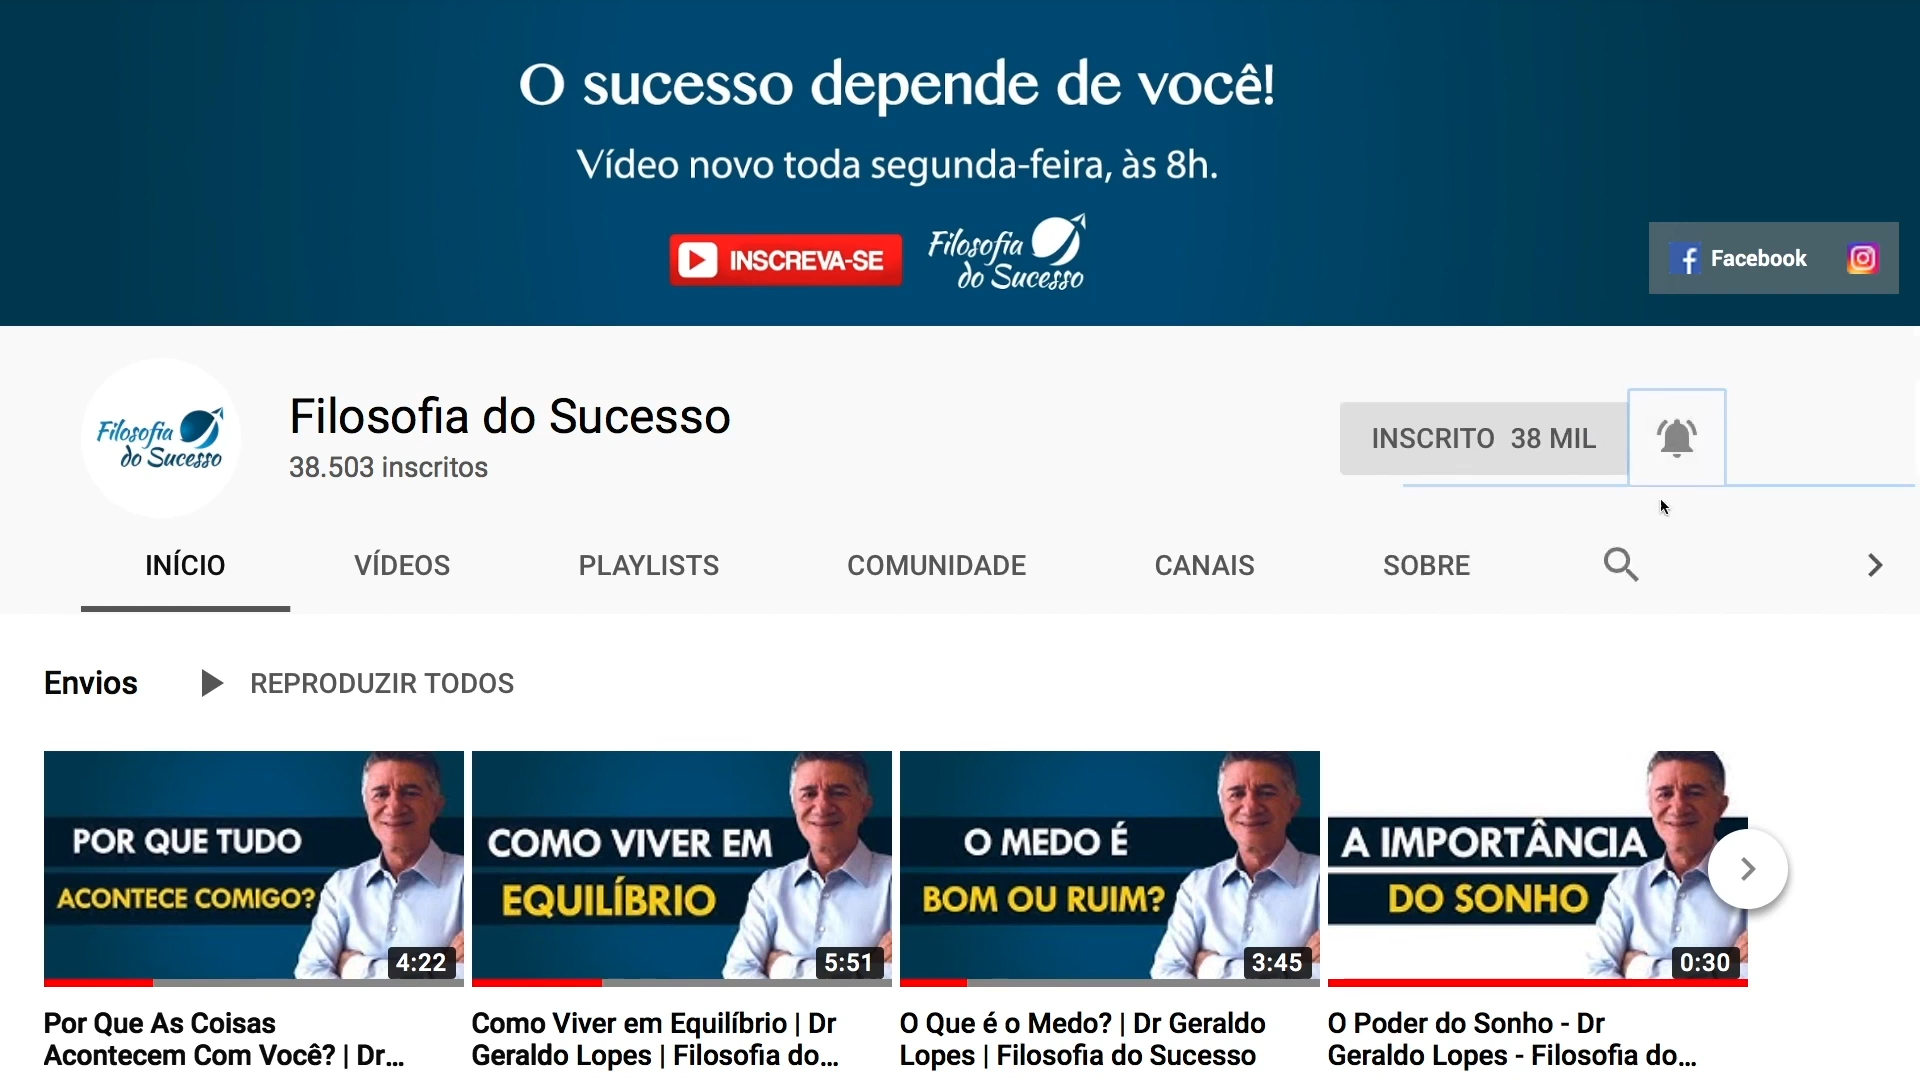 O sucesso depende de você!
Vídeo novo toda segunda-feira, às 8h.
INSCREVA-SE
Filosofia
do Sucesso
Facebook
Filosofia
do Sucesso
Filosofia do Sucesso
38.503 inscritos
INSCRITO 38 MIL
INÍCIO VÍDEOS PLAYLISTS COMUNIDADE CANAIS SOBRE
Envios REPRODUZIR TODOS
POR QUE TUDO
ACONTECE COMIGO?
4:22
COMO VIVER EM
EQUILÍBRIO
5:51
O MEDO É
BOM OU RUIM?
3:45
A IMPORTÂNCIA
DO SONHO
0:30
Por Que As Coisas
Acontecem Com Você? | Dr...
Como Viver em Equilíbrio | Dr
Geraldo Lopes | Filosofia do...
O Que é o Medo? | Dr Geraldo
Lopes | Filosofia do Sucesso
O Poder do Sonho - Dr
Geraldo Lopes - Filosofia do...